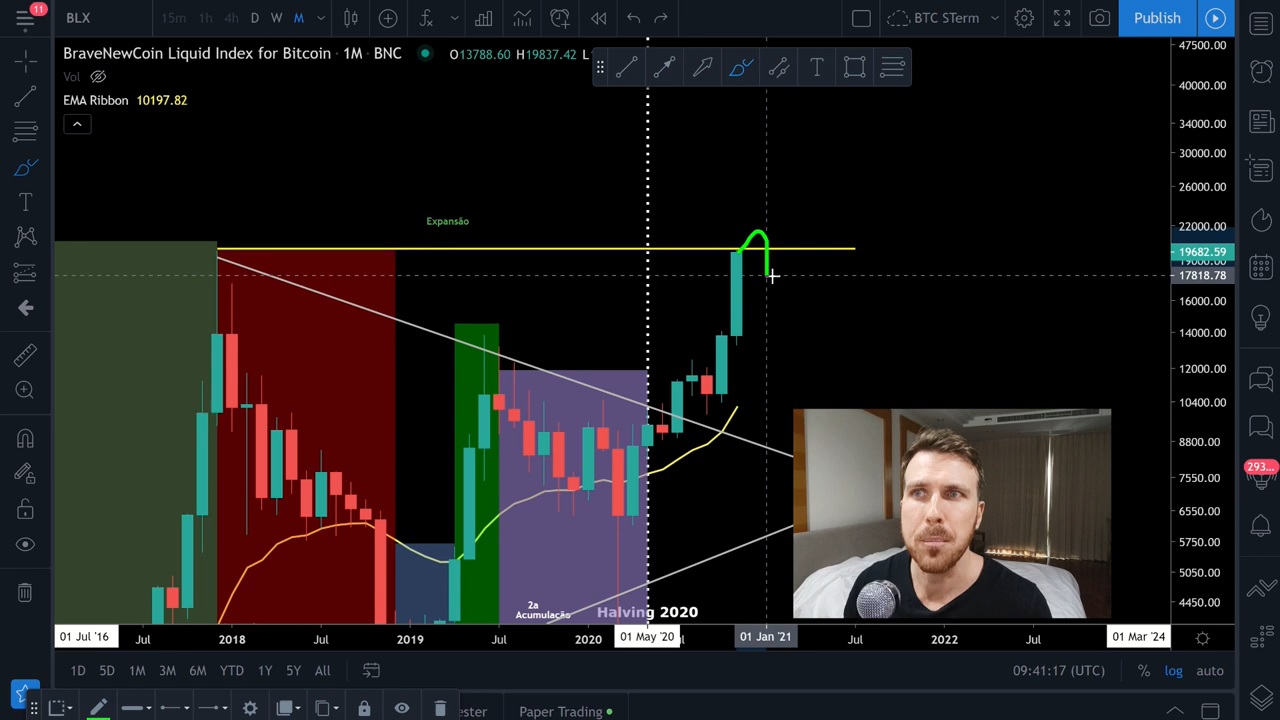 11
BLX
15m 1h 4h D W M
BTC STerm
Publish
BraveNewCoin Liquid Index for Bitcoin · 1M · BNC
O13788.60 H19837.42 L
Vol
EMA Ribbon 10197.82
Expansão
2a
Acumulação
Halving 2020
47500.00
40000.00
34000.00
30000.00
26000.00
22000.00
19682.59
17818.78
16000.00
14000.00
12000.00
10400.00
8800.00
7550.00
6550.00
5750.00
5050.00
4450.00
293...
01 Jul '16
Jul
2018
Jul
2019
Jul
2020
01 May '20
01 Jan '21
Jul
2022
Jul
01 Mar '24
1D 5D 1M 3M 6M YTD 1Y 5Y All
09:41:17 (UTC)
% log auto
ester
Paper Trading